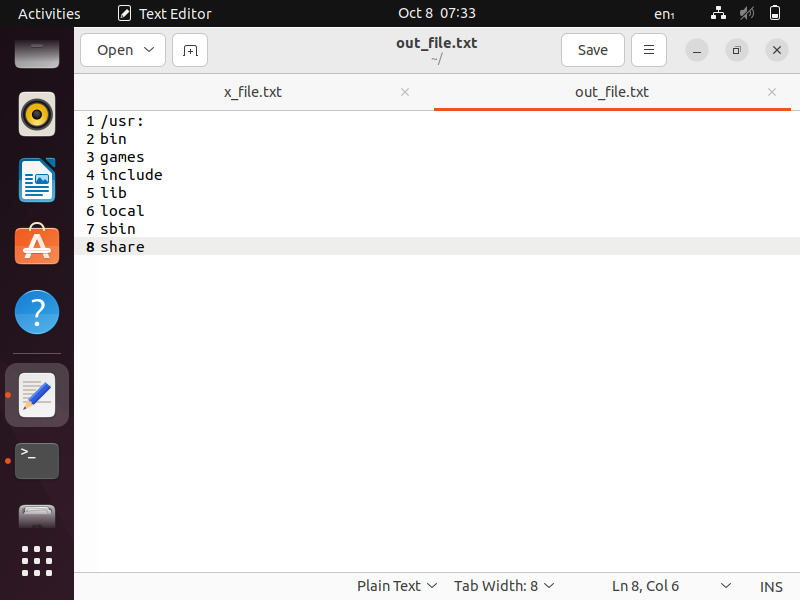 Activities Text Editor Oct 8 07:33 en₁
Open out_file.txt Save
~/
x_file.txt out_file.txt
1 /usr:
2 bin
3 games
4 include
5 lib
6 local
7 sbin
8 share
>_
Plain Text Tab Width: 8 Ln 8, Col 6 INS